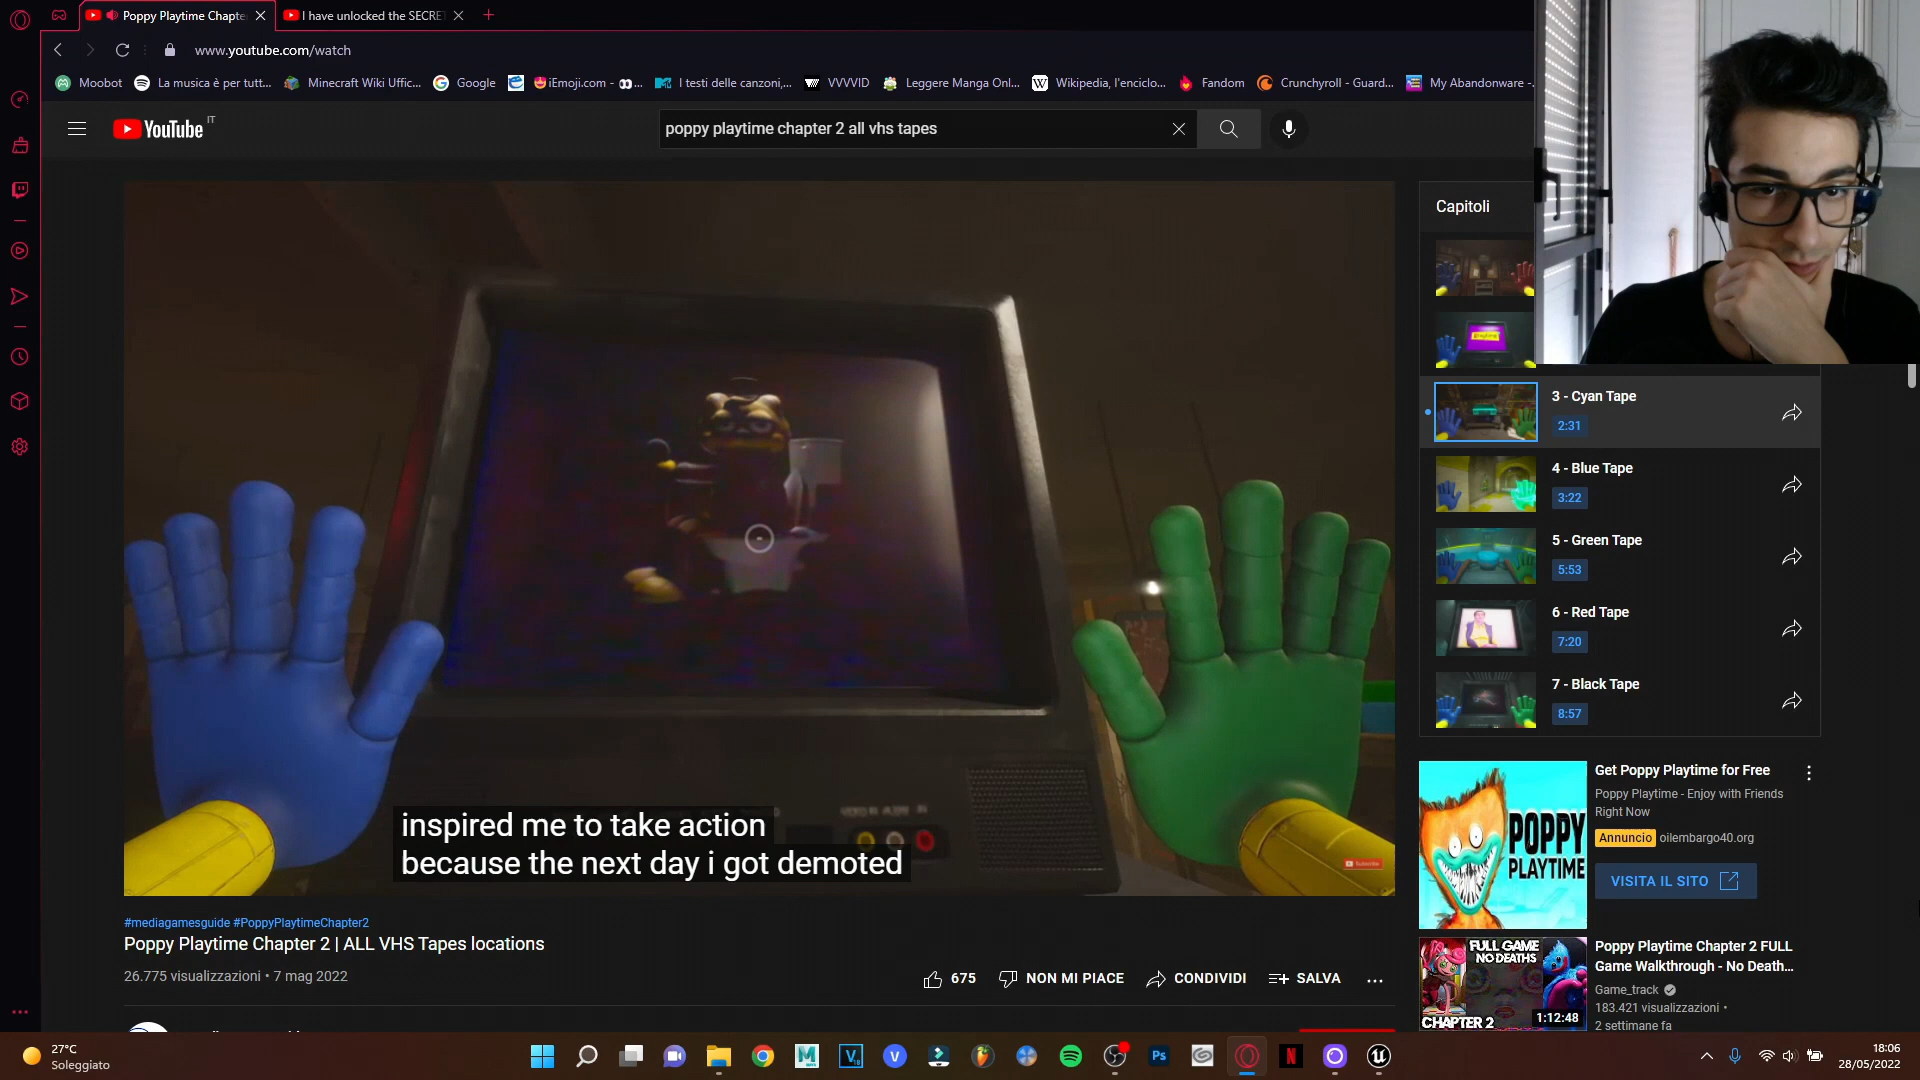 Poppy Playtime Chapte
I have unlocked the SECRE
www.youtube.com/watch
Moobot
La musica è per tutt...
Minecraft Wiki Uffic...
Google
iEmoji.com -
I testi delle canzoni,...
VVVVID
Leggere Manga Onl...
Wikipedia, l'enciclo...
Fandom
Crunchyroll - Guard...
My Abandonware -...
YouTube IT
poppy playtime chapter 2 all vhs tapes
Capitoli
3 - Cyan Tape
2:31
4 - Blue Tape
3:22
5 - Green Tape
5:53
6 - Red Tape
7:20
7 - Black Tape
8:57
inspired me to take action
because the next day i got demoted
Subscribe
#mediagamesguide #PoppyPlaytimeChapter2
Poppy Playtime Chapter 2 | ALL VHS Tapes locations
26.775 visualizzazioni • 7 mag 2022
675
NON MI PIACE
CONDIVIDI
SALVA
POPPY
PLAYTIME
Get Poppy Playtime for Free
Poppy Playtime - Enjoy with Friends
Right Now
Annuncio oilembargo40.org
VISITA IL SITO
FULL GAME
NO DEATHS
CHAPTER 2
1:12:48
Poppy Playtime Chapter 2 FULL
Game Walkthrough - No Death...
Game_track
183.421 visualizzazioni •
2 settimane fa
27°C
Soleggiato
18:06
28/05/2022